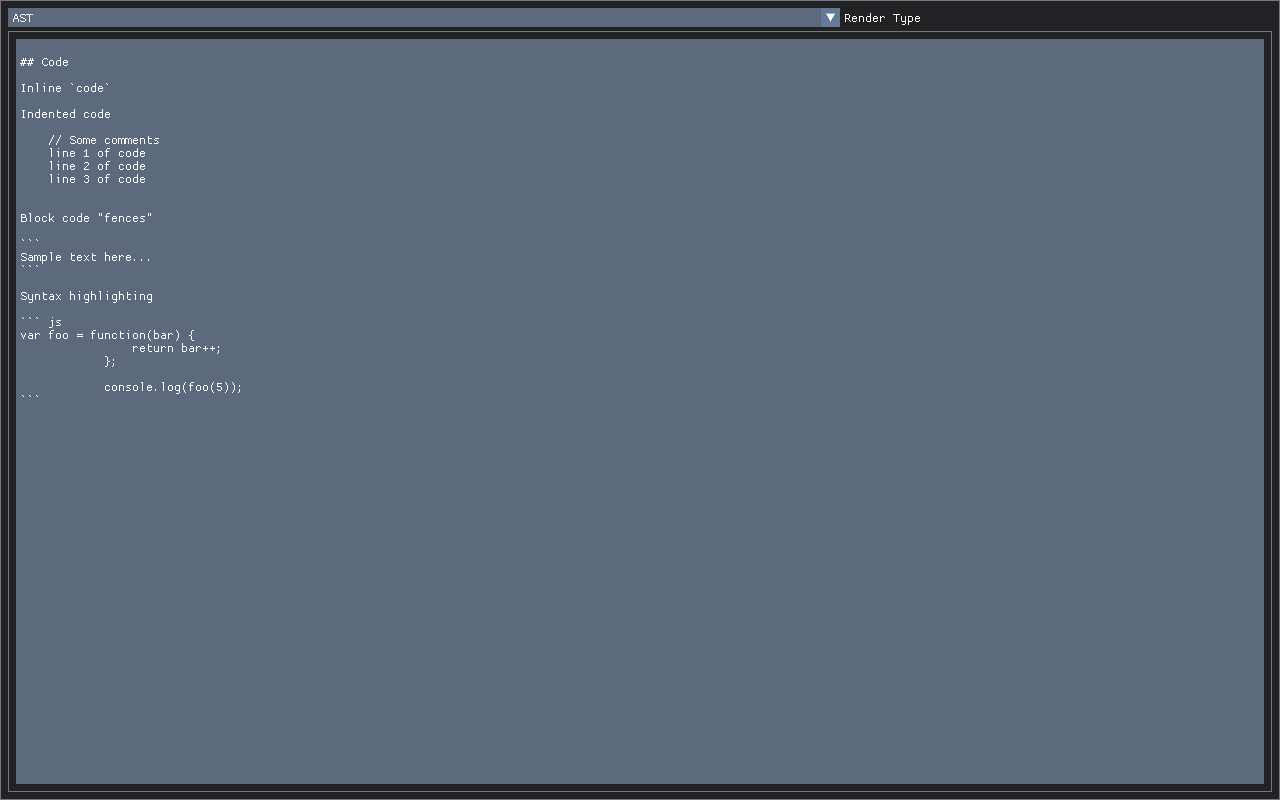 AST
Render Type
## Code
Inline `code`
Indented code
    // Some comments
    line 1 of code
    line 2 of code
    line 3 of code
Block code "fences"
```
Sample text here...
```
Syntax highlighting
``` js
var foo = function(bar) {
                return bar++;
            };
            console.log(foo(5));
```